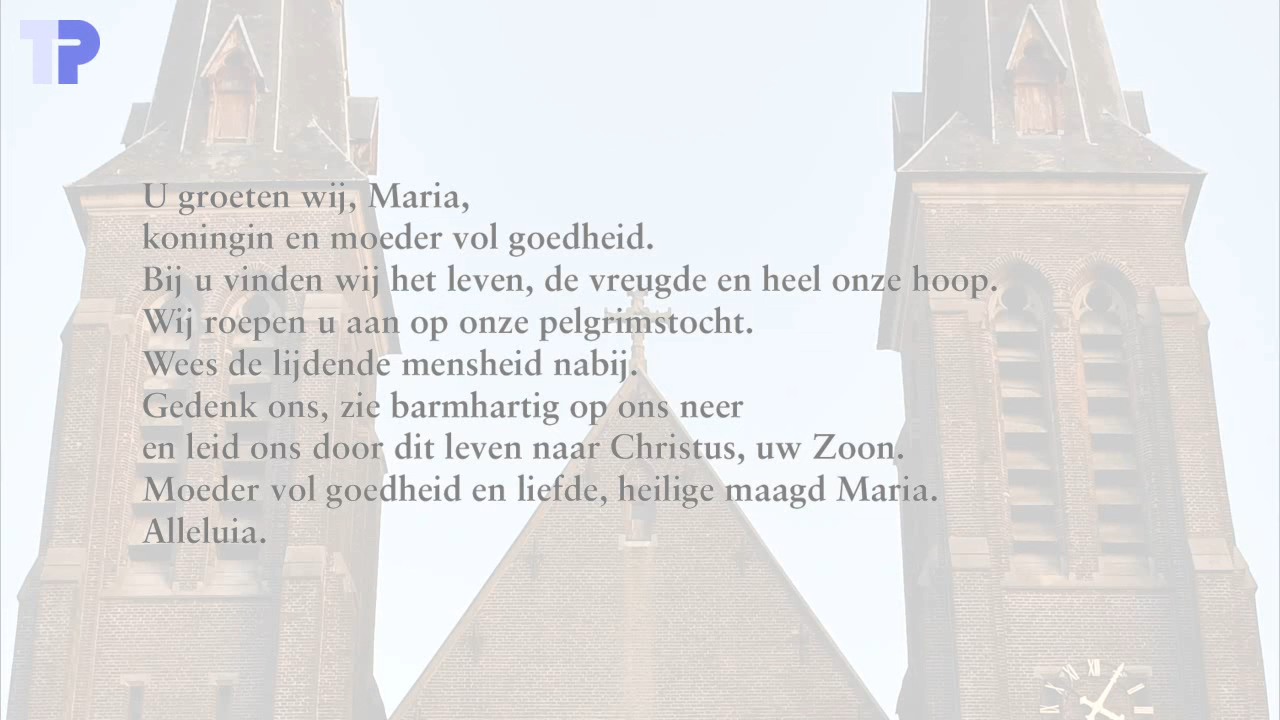 TP
U groeten wij, Maria,
koningin en moeder vol goedheid.
Bij u vinden wij het leven, de vreugde en heel onze hoop.
Wij roepen u aan op onze pelgrimstocht.
Wees de lijdende mensheid nabij.
Gedenk ons, zie barmhartig op ons neer
en leid ons door dit leven naar Christus, uw Zoon.
Moeder vol goedheid en liefde, heilige maagd Maria.
Alleluia.